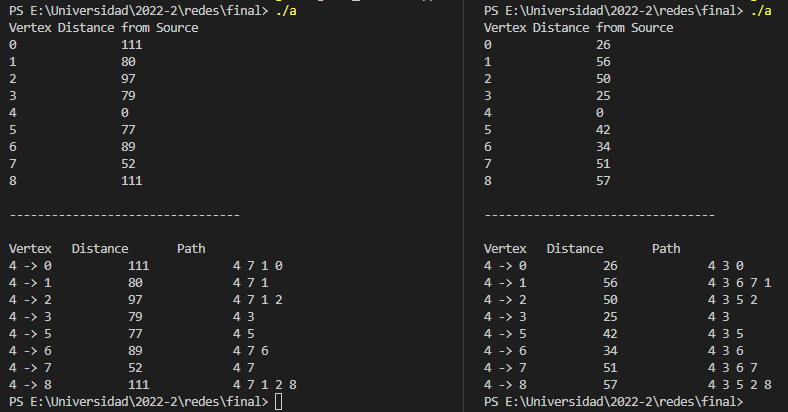 PS E:\Universidad\2022-2\redes\final> ./a
Vertex Distance from Source
0 111
1 80
2 97
3 79
4 0
5 77
6 89
7 52
8 111
---------------------------------
Vertex Distance Path
4 -> 0 111 4 7 1 0
4 -> 1 80 4 7 1
4 -> 2 97 4 7 1 2
4 -> 3 79 4 3
4 -> 5 77 4 5
4 -> 6 89 4 7 6
4 -> 7 52 4 7
4 -> 8 111 4 7 1 2 8
PS E:\Universidad\2022-2\redes\final>
PS E:\Universidad\2022-2\redes\final> ./a
Vertex Distance from Source
0 26
1 56
2 50
3 25
4 0
5 42
6 34
7 51
8 57
---------------------------------
Vertex Distance Path
4 -> 0 26 4 3 0
4 -> 1 56 4 3 6 7 1
4 -> 2 50 4 3 5 2
4 -> 3 25 4 3
4 -> 5 42 4 3 5
4 -> 6 34 4 3 6
4 -> 7 51 4 3 6 7
4 -> 8 57 4 3 5 2 8
PS E:\Universidad\2022-2\redes\final>